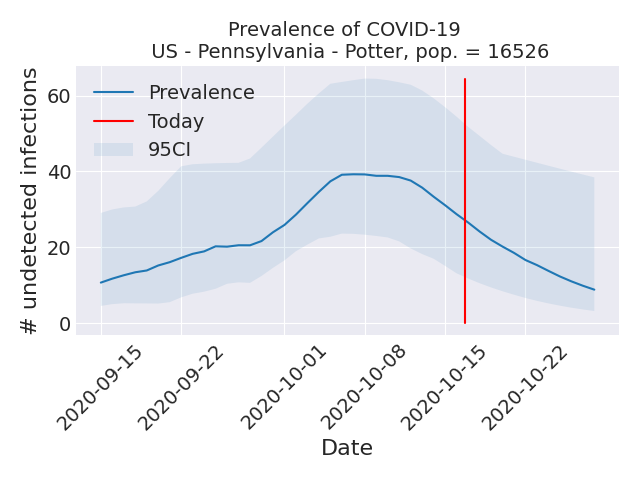 Prevalence of COVID-19
US - Pennsylvania - Potter, pop. = 16526
# undetected infections
60
40
20
0
Prevalence
Today
95CI
2020-09-15
2020-09-22
2020-10-01
2020-10-08
2020-10-15
2020-10-22
Date